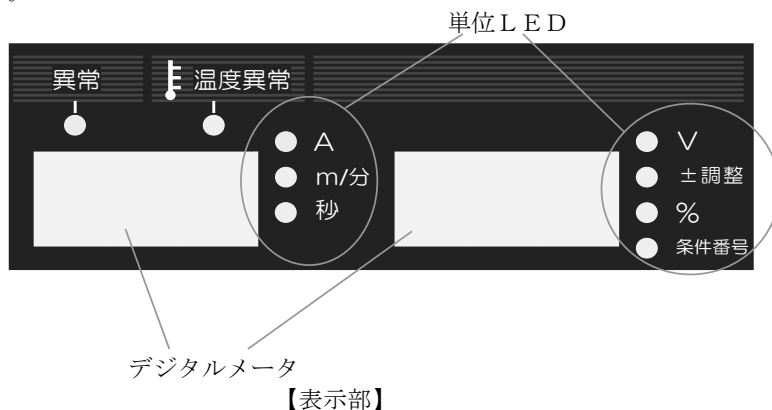 。
単位ＬＥＤ
異常
温度異常
A
m/分
秒
V
±調整
%
条件番号
デジタルメータ
【表示部】